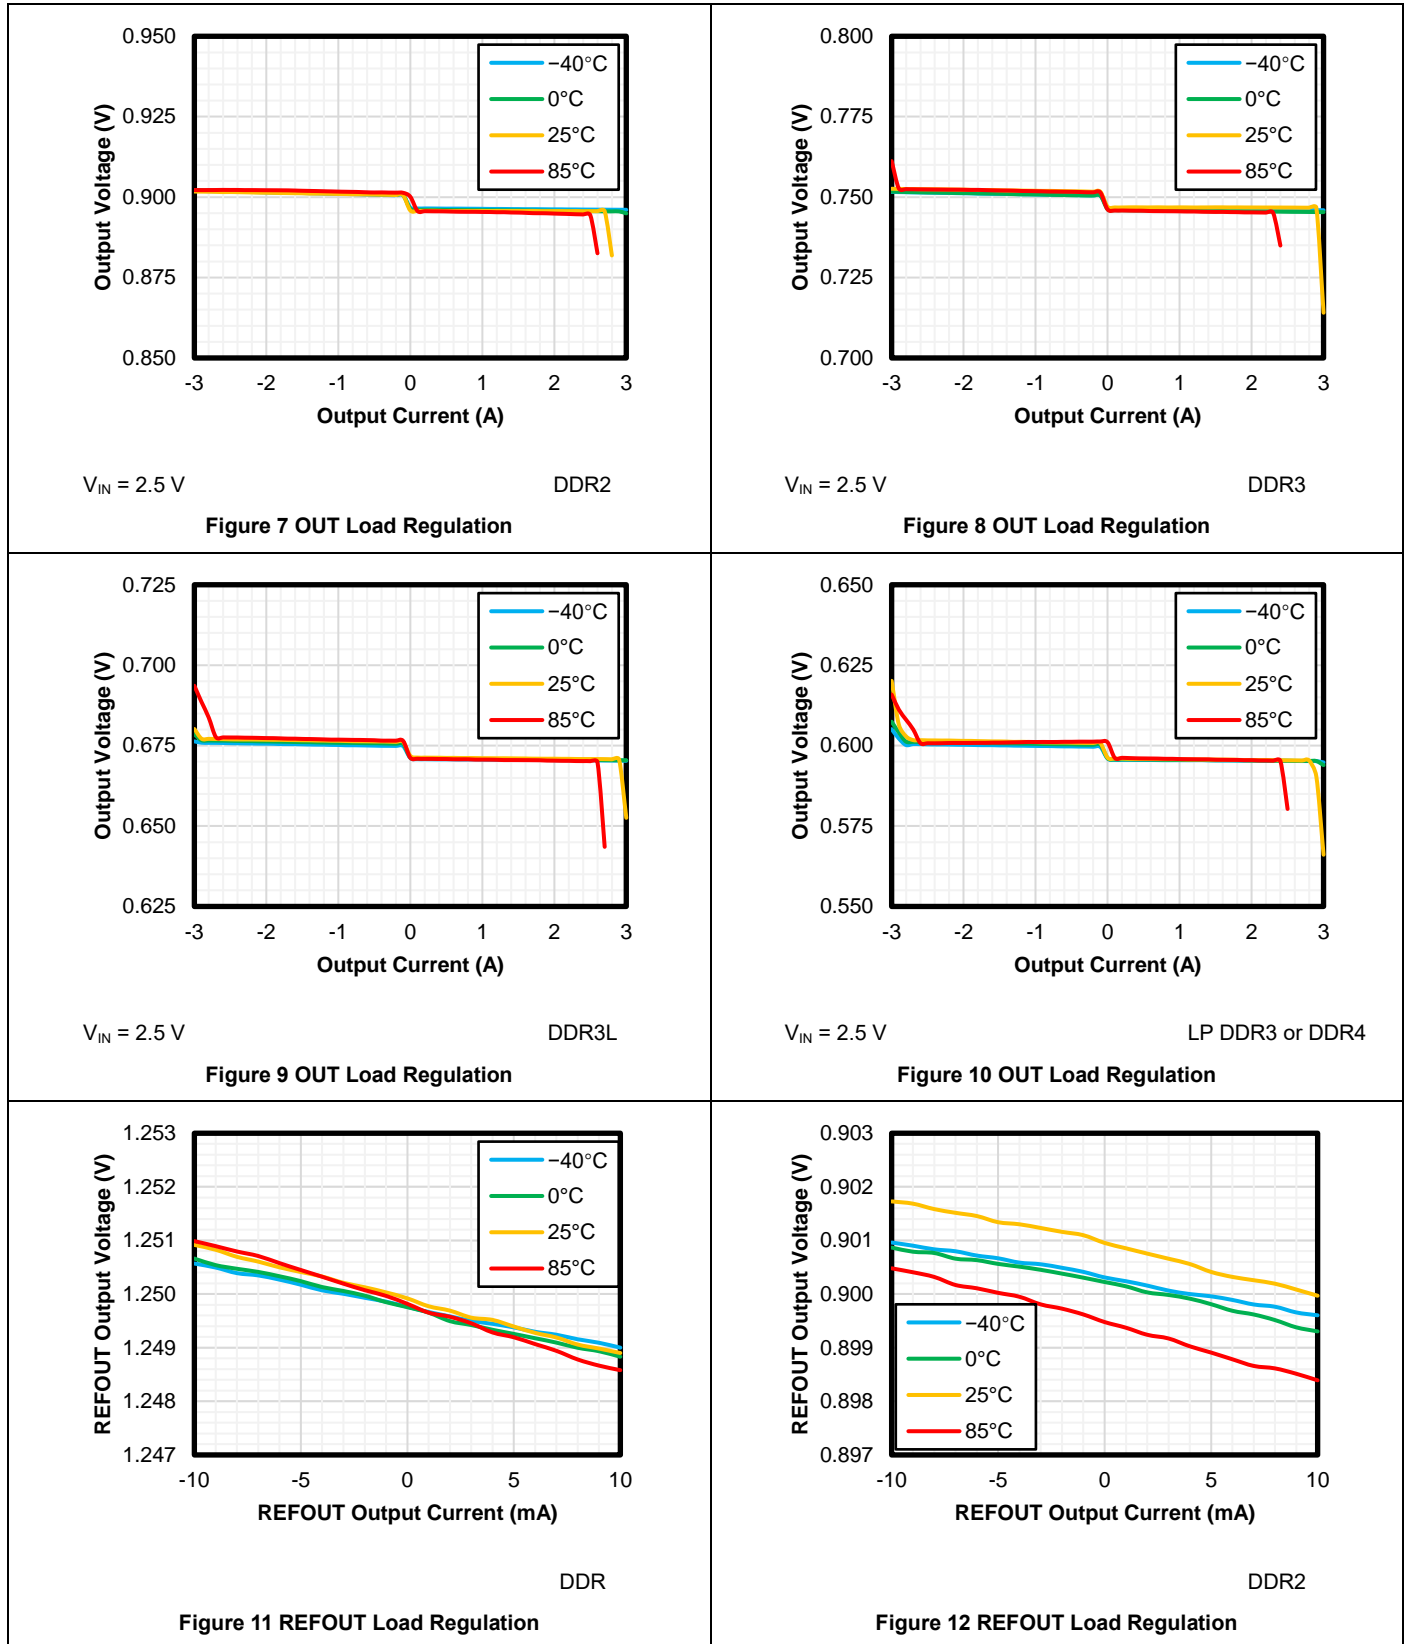 0.950
0.925
0.900
0.875
0.850
Output Voltage (V)
-3 -2 -1 0 1 2 3
Output Current (A)
−40°C
0°C
25°C
85°C
VIN = 2.5 V DDR2
Figure 7 OUT Load Regulation
0.800
0.775
0.750
0.725
0.700
Output Voltage (V)
-3 -2 -1 0 1 2 3
Output Current (A)
−40°C
0°C
25°C
85°C
VIN = 2.5 V DDR3
Figure 8 OUT Load Regulation
0.725
0.700
0.675
0.650
0.625
Output Voltage (V)
-3 -2 -1 0 1 2 3
Output Current (A)
−40°C
0°C
25°C
85°C
VIN = 2.5 V DDR3L
Figure 9 OUT Load Regulation
0.650
0.625
0.600
0.575
0.550
Output Voltage (V)
-3 -2 -1 0 1 2 3
Output Current (A)
−40°C
0°C
25°C
85°C
VIN = 2.5 V LP DDR3 or DDR4
Figure 10 OUT Load Regulation
1.253
1.252
1.251
1.250
1.249
1.248
1.247
REFOUT Output Voltage (V)
-10 -5 0 5 10
REFOUT Output Current (mA)
−40°C
0°C
25°C
85°C
DDR
Figure 11 REFOUT Load Regulation
0.903
0.902
0.901
0.900
0.899
0.898
0.897
REFOUT Output Voltage (V)
-10 -5 0 5 10
REFOUT Output Current (mA)
−40°C
0°C
25°C
85°C
DDR2
Figure 12 REFOUT Load Regulation